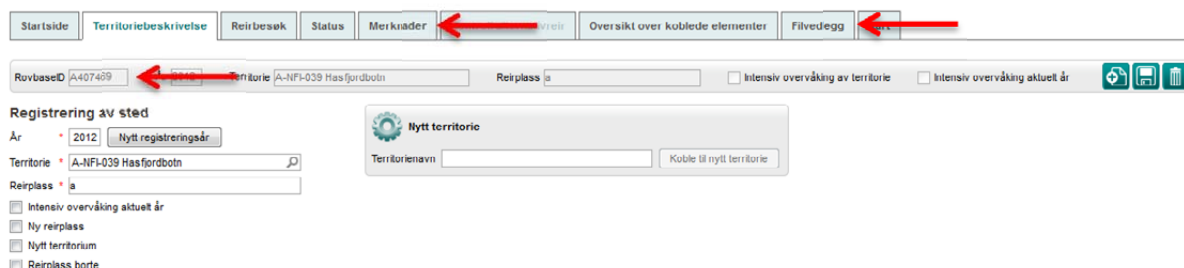 Startside Territoriebeskrivelse Reirbesøk Status Merknader Oversikt over koblede elementer Filvedlegg
RovbaseID A407469 2012 Territorie A-NFI-039 Hasfjordbotn Reirplass a Intensiv overvåking av territorie Intensiv overvåking aktuelt år
Registrering av sted
År * 2012 Nytt registreringsår
Territorie * A-NFI-039 Hasfjordbotn
Reirplass * a
Intensiv overvåking aktuelt år
Ny reirplass
Nytt territorium
Reirplass borte
Nytt territorie
Territorienavn Koble til nytt territorie